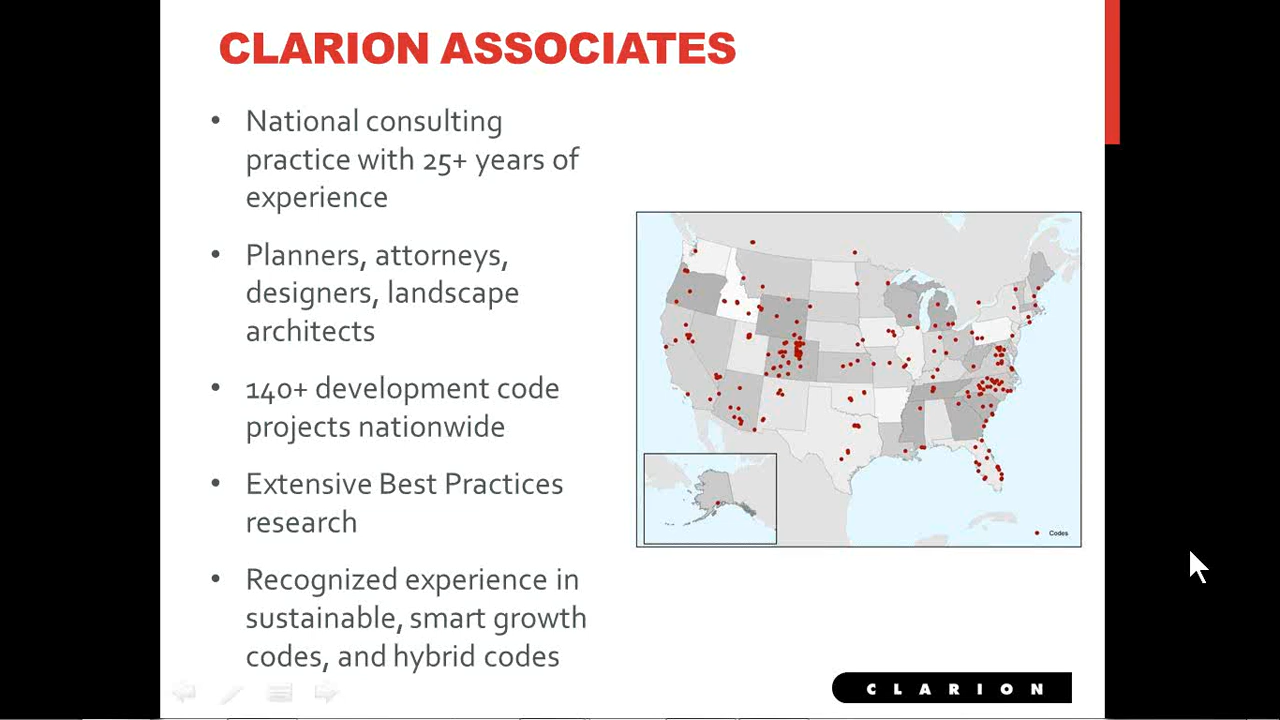 CLARION ASSOCIATES
• National consulting
practice with 25+ years of
experience
• Planners, attorneys,
designers, landscape
architects
• 140+ development code
projects nationwide
• Extensive Best Practices
research
• Recognized experience in
sustainable, smart growth
codes, and hybrid codes
Codes
CLARION